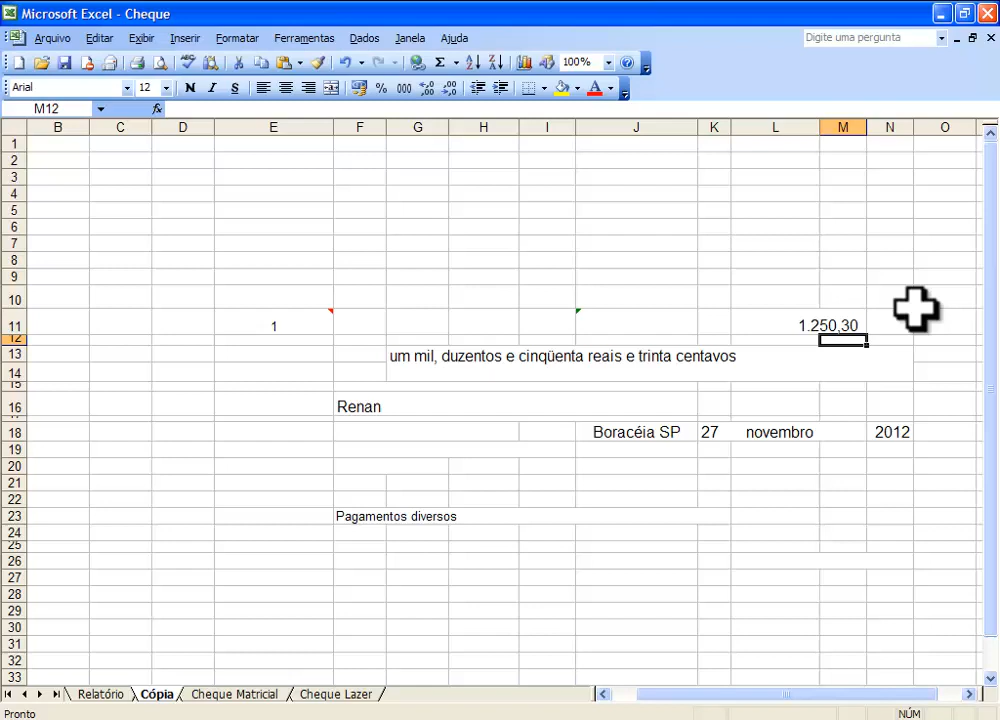 Microsoft Excel - Cheque
Arquivo Editar Exibir Inserir Formatar Ferramentas Dados Janela Ajuda Digite uma pergunta
Σ 100%
Arial 12 N I S % 000 A
M12 fx
B C D E F G H I J K L M N O
1
2
3
4
5
6
7
8
9
10
11 1 1.250,30
12
13 um mil, duzentos e cinqüenta reais e trinta centavos
14
15
16 Renan
18 Boracéia SP 27 novembro 2012
19
20
21
22
23 Pagamentos diversos
24
25
26
27
28
29
30
31
32
33
Relatório Cópia Cheque Matricial Cheque Lazer
Pronto NÚM